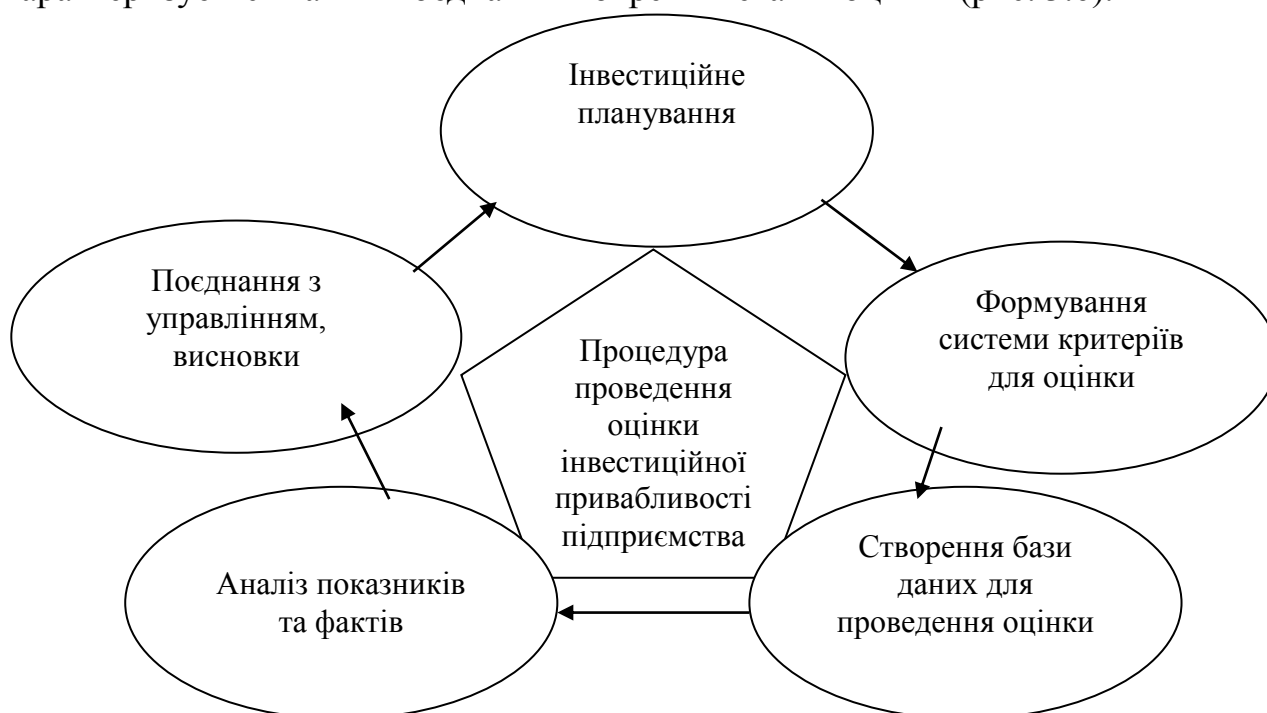 Інвестиційне
планування
Поєднання з
управлінням,
висновки
Формування
системи критеріїв
для оцінки
Процедура
проведення
оцінки
інвестиційної
привабливості
підприємства
Аналіз показників
та фактів
Створення бази
даних для
проведення оцінки